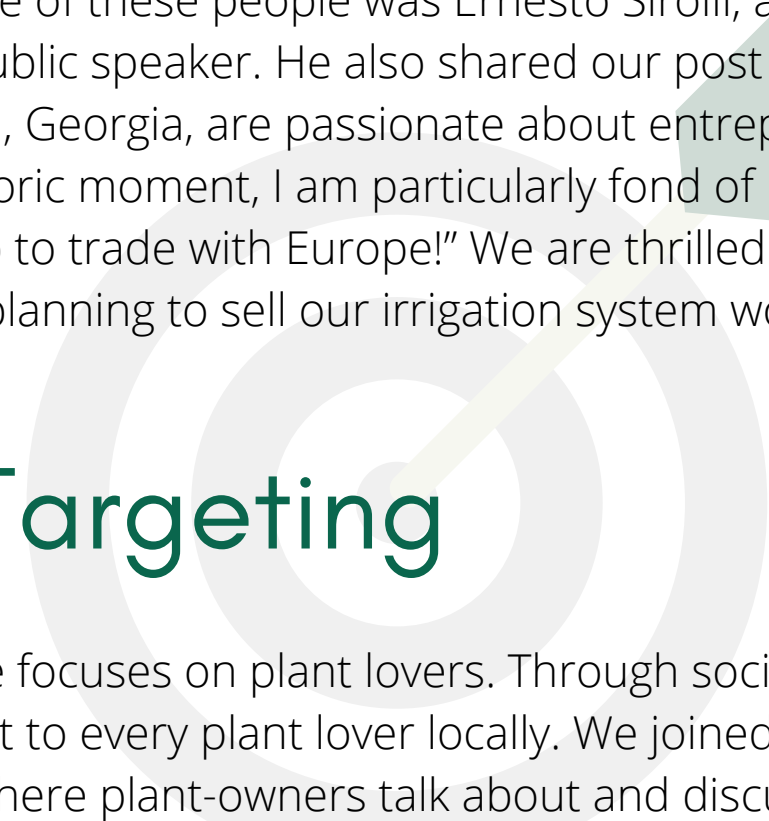 e of these people was Ernesto Sirolli, a
ublic speaker. He also shared our post
, Georgia, are passionate about entrep
oric moment, I am particularly fond of
to trade with Europe!” We are thrilled
planning to sell our irrigation system wo
Targeting
e focuses on plant lovers. Through soci
t to every plant lover locally. We joined
here plant-owners talk about and discu